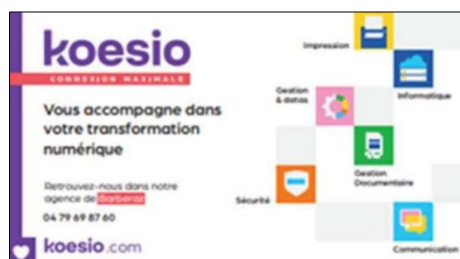 koesio
CONNEXION MAXIMALE
Vous accompagne dans
votre transformation
numérique
Retrouvez-nous dans notre
agence de Barberaz
04 79 69 87 60
koesio.com
Impression
Informatique
Gestion
& datas
Gestion
Documentaire
Sécurité
Communication